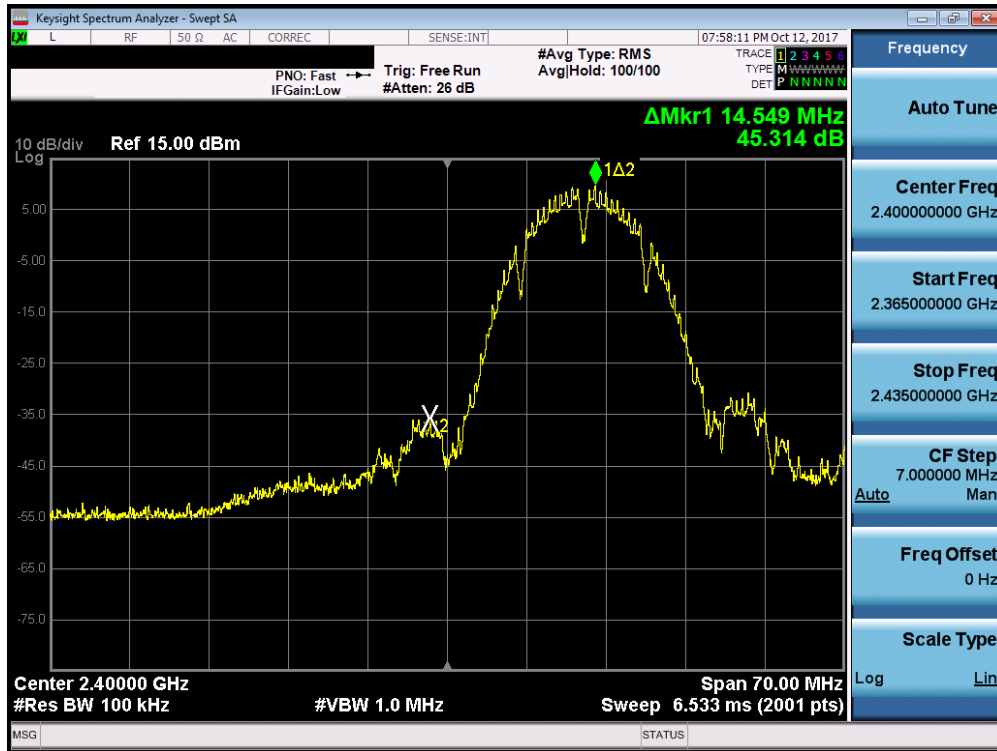 Keysight Spectrum Analyzer - Swept SA
LXI L RF 50 Ω AC CORREC SENSE:INT 07:58:11 PM Oct 12, 2017
Frequency
PNO: Fast
IFGain:Low
Trig: Free Run
#Atten: 26 dB
#Avg Type: RMS
Avg|Hold: 100/100
TRACE 1 2 3 4 5 6
TYPE M WWWWW
DET P N N N N N
ΔMkr1 14.549 MHz
45.314 dB
10 dB/div Ref 15.00 dBm
Log
1Δ2
5.00
-5.00
-15.0
-25.0
-35.0
X2
-45.0
-55.0
-65.0
-75.0
Center 2.40000 GHz
Span 70.00 MHz
#Res BW 100 kHz
#VBW 1.0 MHz
Sweep 6.533 ms (2001 pts)
MSG
STATUS
Auto Tune
Center Freq
2.400000000 GHz
Start Freq
2.365000000 GHz
Stop Freq
2.435000000 GHz
CF Step
7.000000 MHz
Auto Man
Freq Offset
0 Hz
Scale Type
Log Lin